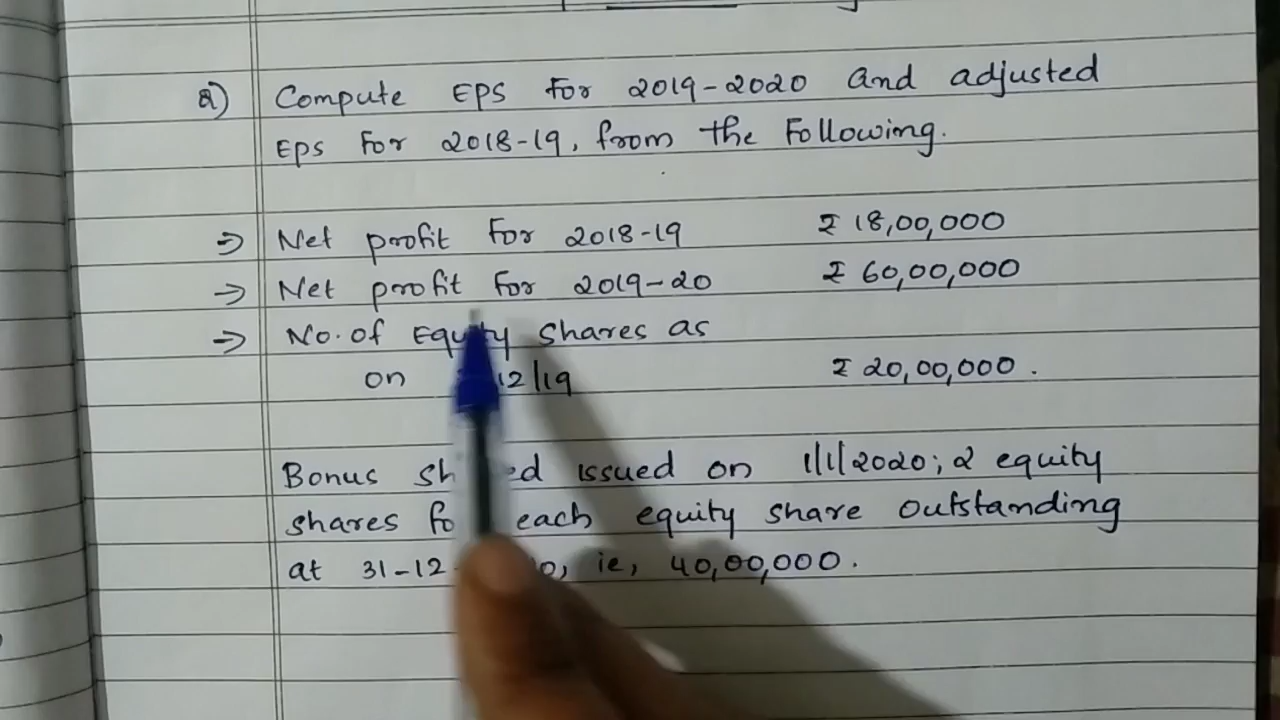 Q) Compute EPS for 2019-2020 and adjusted
EPS for 2018-19, from the Following.
⇒ Net profit for 2018-19 ₹ 18,00,000
⇒ Net profit for 2019-20 ₹ 60,00,000
⇒ No. of Equity shares as
on 12/19 ₹ 20,00,000.
Bonus issued on 1/1/2020; 2 equity
shares each equity share outstanding
at 31-12 ie, 40,00,000.